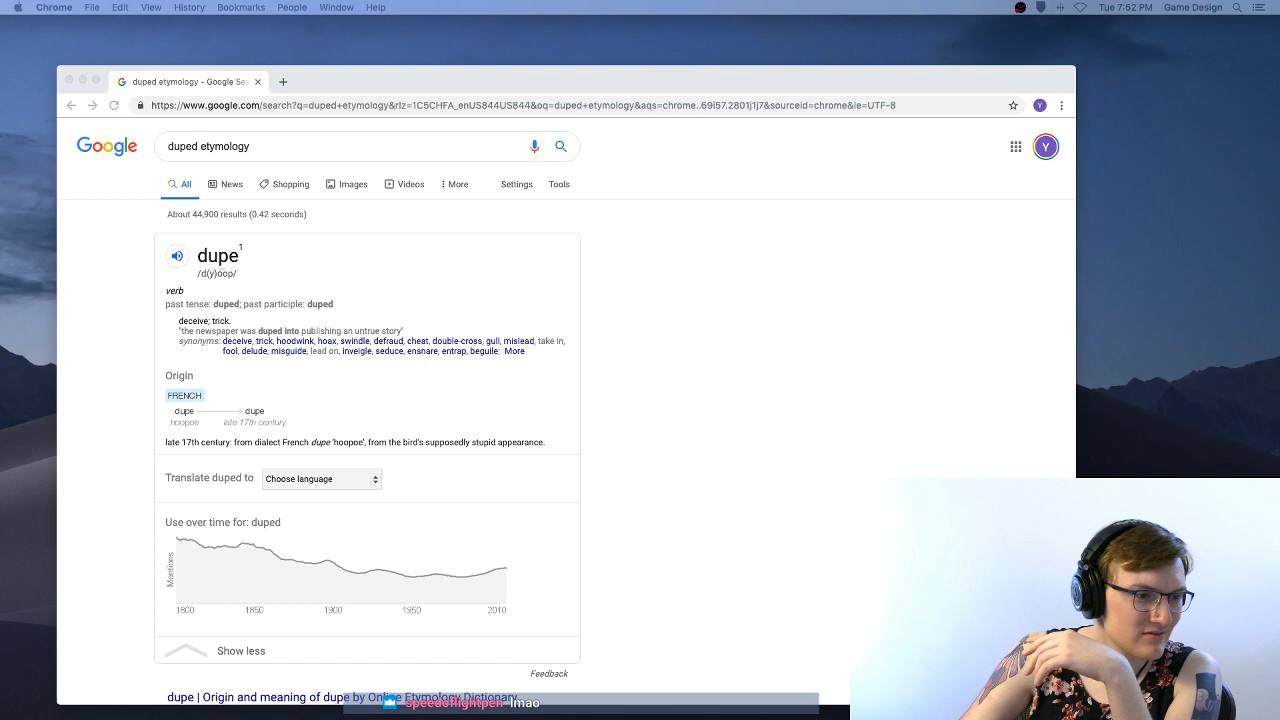 Chrome File Edit View History Bookmarks People Window Help Tue 7:52 PM Game Design
duped etymology - Google Sea
https://www.google.com/search?q=duped+etymology&rlz=1C5CHFA_enUS844US844&oq=duped+etymology&aqs=chrome..69i57.2801j1j7&sourceid=chrome&ie=UTF-8 Y
Google duped etymology Y
All News Shopping Images Videos More Settings Tools
About 44,900 results (0.42 seconds)
dupe1
/d(y)o͞op/
verb
past tense: duped; past participle: duped
deceive; trick.
"the newspaper was duped into publishing an untrue story"
synonyms: deceive, trick, hoodwink, hoax, swindle, defraud, cheat, double-cross, gull, mislead, take in,
fool, delude, misguide, lead on, inveigle, seduce, ensnare, entrap, beguile; More
Origin
FRENCH
dupe dupe
hoopoe late 17th century
late 17th century: from dialect French dupe 'hoopoe', from the bird's supposedly stupid appearance.
Translate duped to Choose language
Use over time for: duped
Mentions
1800 1850 1900 1950 2010
Show less
Feedback
dupe | Origin and meaning of dupe by Online Etymology Dictionary
speedoflightpen lmao